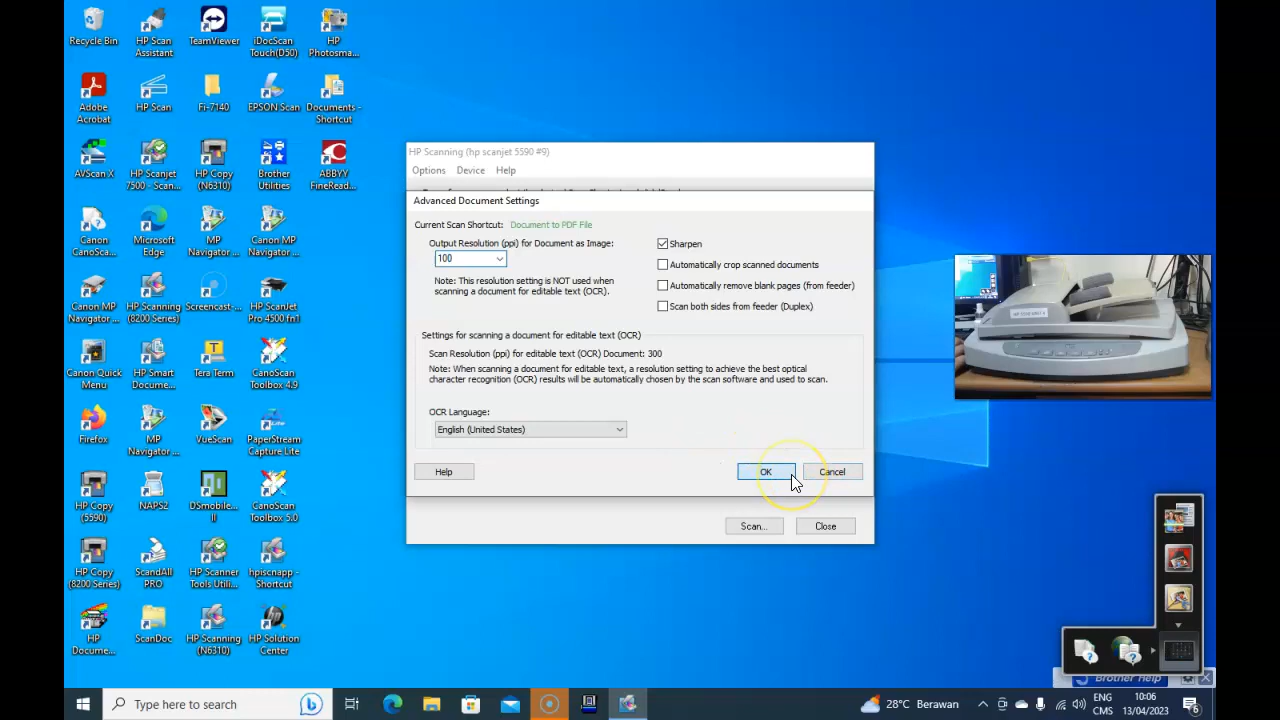 Recycle Bin
HP Scan
Assistant
TeamViewer
iDocScan
Touch(D50)
HP
Photosma...
Adobe
Acrobat
HP Scan
Fi-7140
EPSON Scan
Documents -
Shortcut
AVScan X
HP Scanjet
7500 - Scan...
HP Copy
(N6310)
Brother
Utilities
ABBYY
FineRead...
Canon
CanoSca...
Microsoft
Edge
MP
Navigator ...
Canon MP
Navigator ...
Canon MP
Navigator ...
HP Scanning
(8200 Series)
Screencast-...
HP ScanJet
Pro 4500 fn1
Canon Quick
Menu
HP Smart
Docume...
Tera Term
CanoScan
Toolbox 4.9
Firefox
MP
Navigator ...
VueScan
PaperStream
Capture Lite
HP Copy
(5590)
NAPS2
DSmobile...
II
CanoScan
Toolbox 5.0
HP Copy
(8200 Series)
ScandAll
PRO
HP Scanner
Tools Utili...
hpiscnapp -
Shortcut
HP
Docume...
ScanDoc
HP Scanning
(N6310)
HP Solution
Center
HP Scanning (hp scanjet 5590 #9)
Options Device Help
Advanced Document Settings
Current Scan Shortcut: Document to PDF File
Output Resolution (ppi) for Document as Image:
100
Note: This resolution setting is NOT used when
scanning a document for editable text (OCR).
Sharpen
Automatically crop scanned documents
Automatically remove blank pages (from feeder)
Scan both sides from feeder (Duplex)
Settings for scanning a document for editable text (OCR)
Scan Resolution (ppi) for editable text (OCR) Document: 300
Note: When scanning a document for editable text, a resolution setting to achieve the best optical
character recognition (OCR) results will be automatically chosen by the scan software and used to scan.
OCR Language:
English (United States)
Help OK Cancel
Scan... Close
Brother Help
Type here to search
28°C Berawan
ENG
CMS
10:06
13/04/2023
6